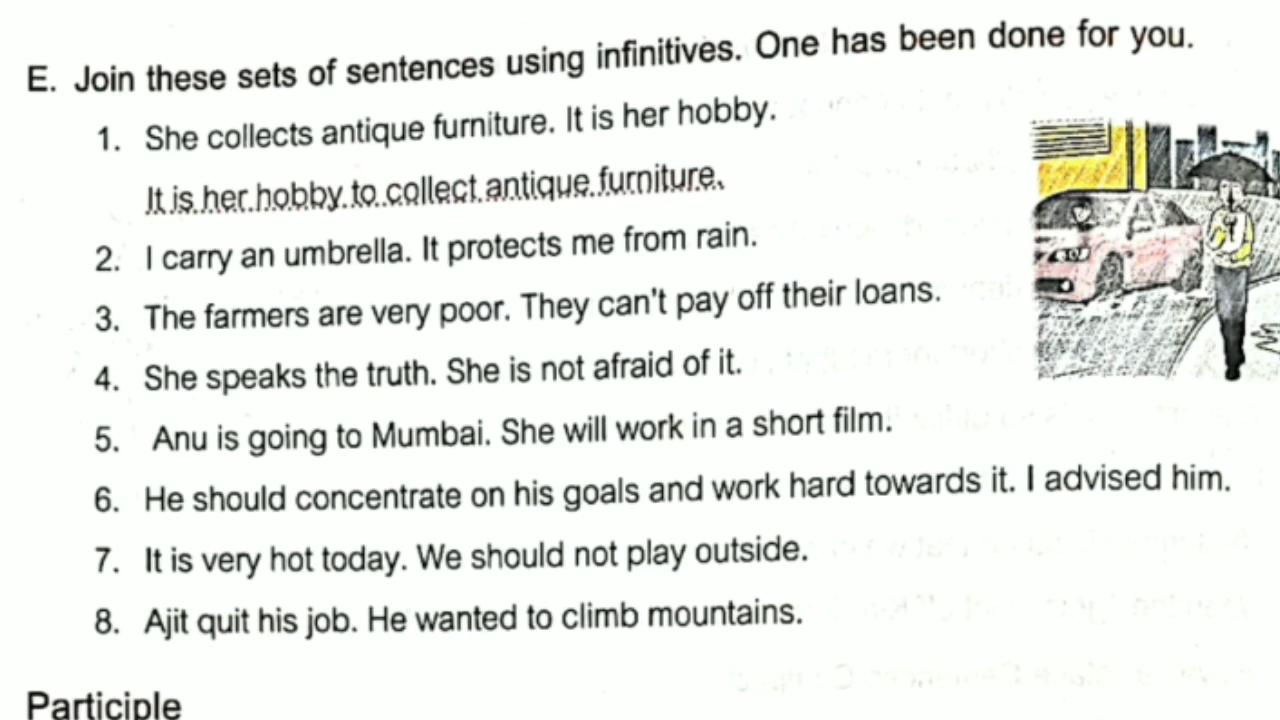 E. Join these sets of sentences using infinitives. One has been done for you.
1. She collects antique furniture. It is her hobby.
It is her hobby to collect antique furniture.
2. I carry an umbrella. It protects me from rain.
3. The farmers are very poor. They can't pay off their loans.
4. She speaks the truth. She is not afraid of it.
5. Anu is going to Mumbai. She will work in a short film.
6. He should concentrate on his goals and work hard towards it. I advised him.
7. It is very hot today. We should not play outside.
8. Ajit quit his job. He wanted to climb mountains.
Participle